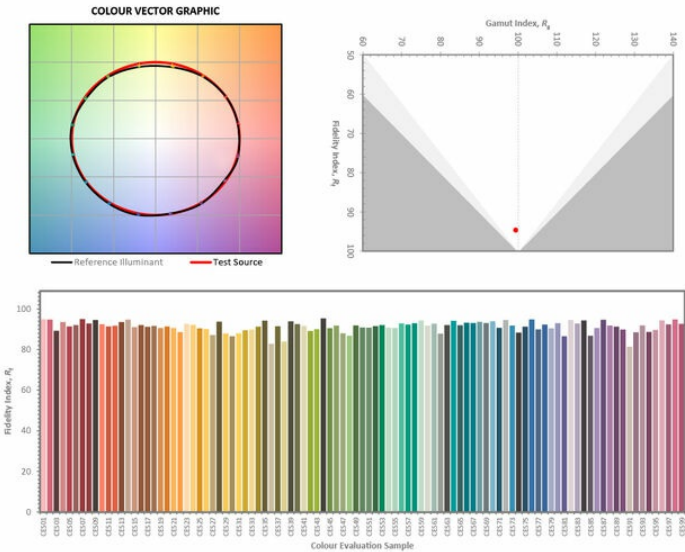 COLOUR VECTOR GRAPHIC
Reference Illuminant
Test Source
Gamut Index, Rg
60 70 80 90 100 110 120 130 140
Fidelity Index, Rf
50
60
70
80
90
100
Fidelity Index, Rf
100
80
60
40
20
0
CES01 CES03 CES05 CES07 CES09 CES11 CES13 CES15 CES17 CES19 CES21 CES23 CES25 CES27 CES29 CES31 CES33 CES35 CES37 CES39 CES41 CES43 CES45 CES47 CES49 CES51 CES53 CES55 CES57 CES59 CES61 CES63 CES65 CES67 CES69 CES71 CES73 CES75 CES77 CES79 CES81 CES83 CES85 CES87 CES89 CES91 CES93 CES95 CES97 CES99
Colour Evaluation Sample